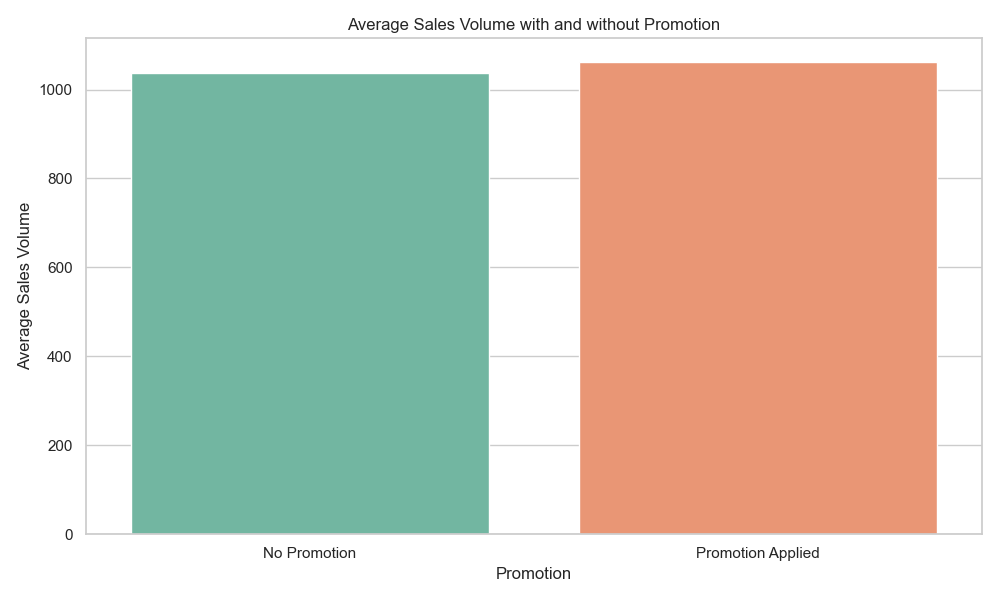 Average Sales Volume with and without Promotion
Average Sales Volume
1000
800
600
400
200
0
No Promotion
Promotion Applied
Promotion